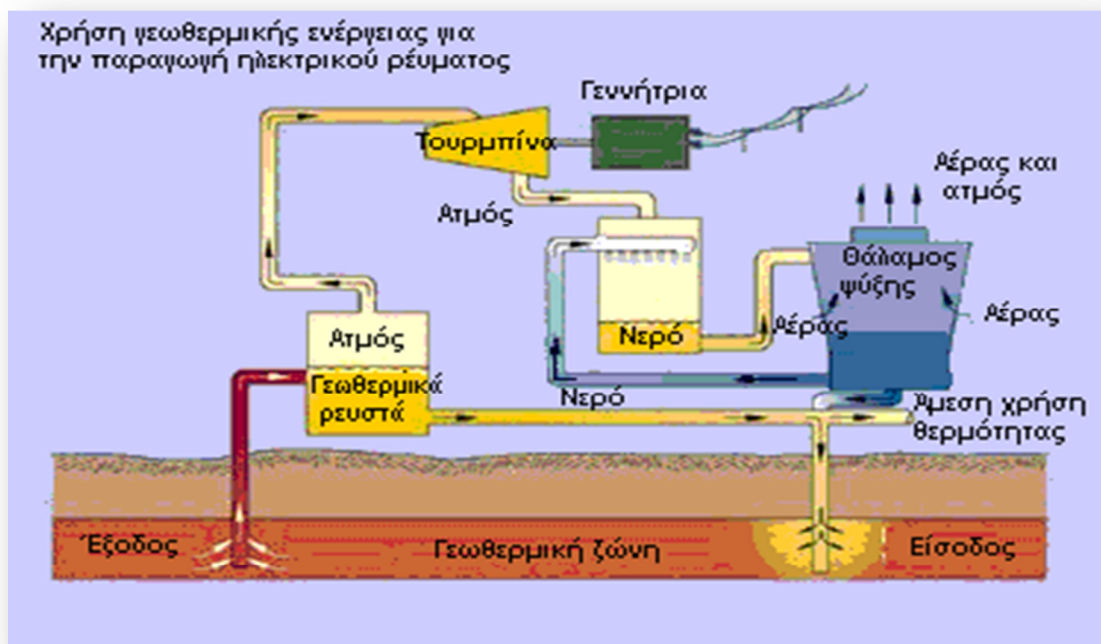 Χρήση γεωθερμικής ενέργειας για
την παραγωγή ηλεκτρικού ρέυματος
Γεννήτρια
Τουρμπίνα
Αέρας και
ατμός
Ατμός
Θάλαμος
ψύξης
Αέρας
Αέρας
Ατμός
Νερό
Γεωθερμικά
ρευστά
Νερό
Άμεση χρήση
θερμότητας
Έξοδος
Γεωθερμική ζώνη
Είσοδος